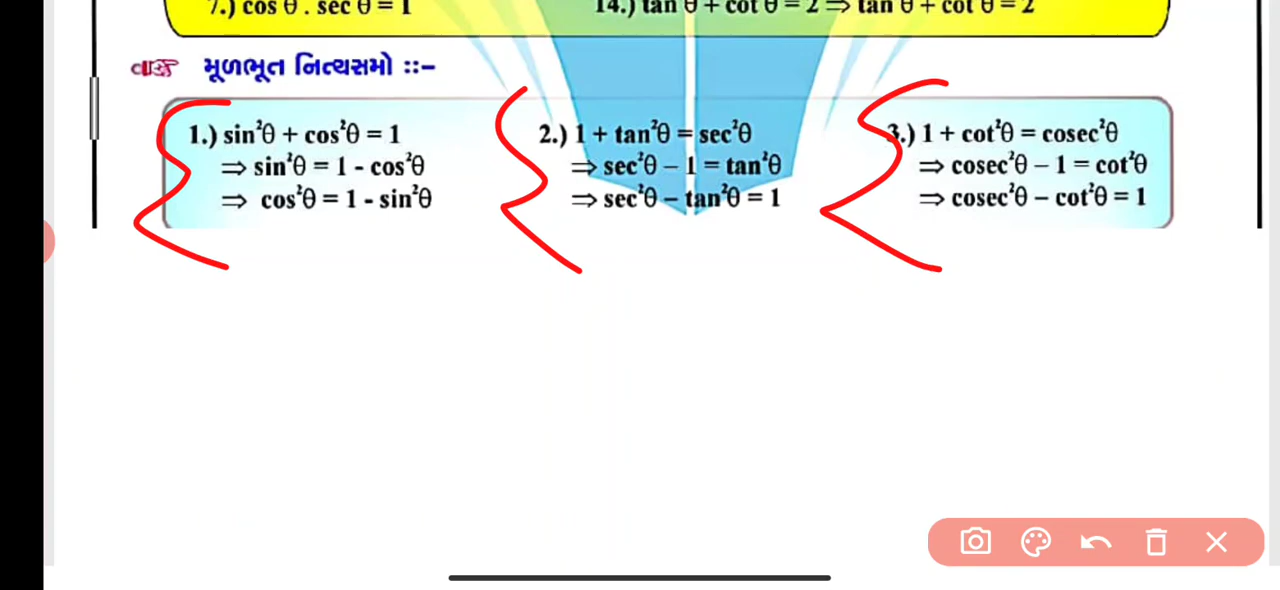 7.) cos θ . sec θ = 1
14.) tan θ + cot θ = 2 ⇒ tan θ + cot θ = 2
મૂળભૂત નિત્યસમો ::–
1.) sin²θ + cos²θ = 1
⇒ sin²θ = 1 - cos²θ
⇒ cos²θ = 1 - sin²θ
2.) 1 + tan²θ = sec²θ
⇒ sec²θ – 1 = tan²θ
⇒ sec²θ – tan²θ = 1
3.) 1 + cot²θ = cosec²θ
⇒ cosec²θ – 1 = cot²θ
⇒ cosec²θ – cot²θ = 1